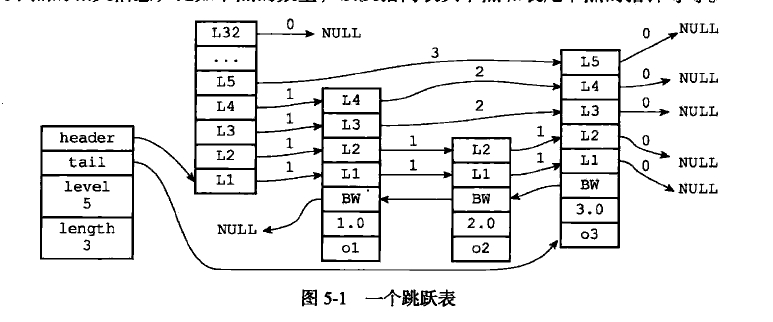 L32
0
NULL
...
L5
3
L4
1
L3
1
L2
1
L1
1
header
tail
level
5
length
3
NULL
L4
2
L3
2
L2
1
L1
1
BW
1.0
o1
L2
1
L1
1
BW
2.0
o2
L5
0
NULL
L4
0
NULL
L3
0
NULL
L2
0
NULL
L1
0
NULL
BW
3.0
o3
图 5-1 一个跳跃表